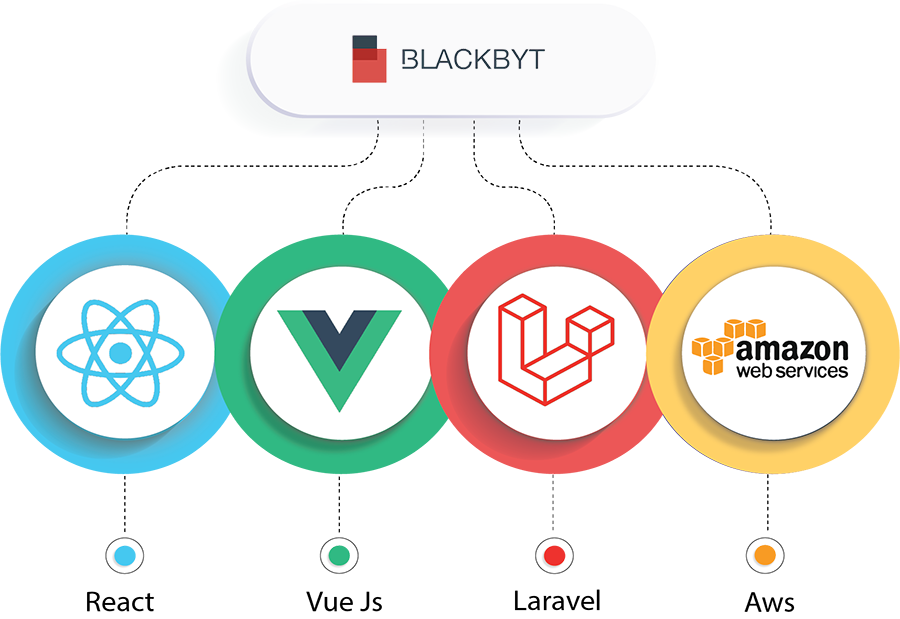 BLACKBYT
amazon
web services
React
Vue Js
Laravel
Aws